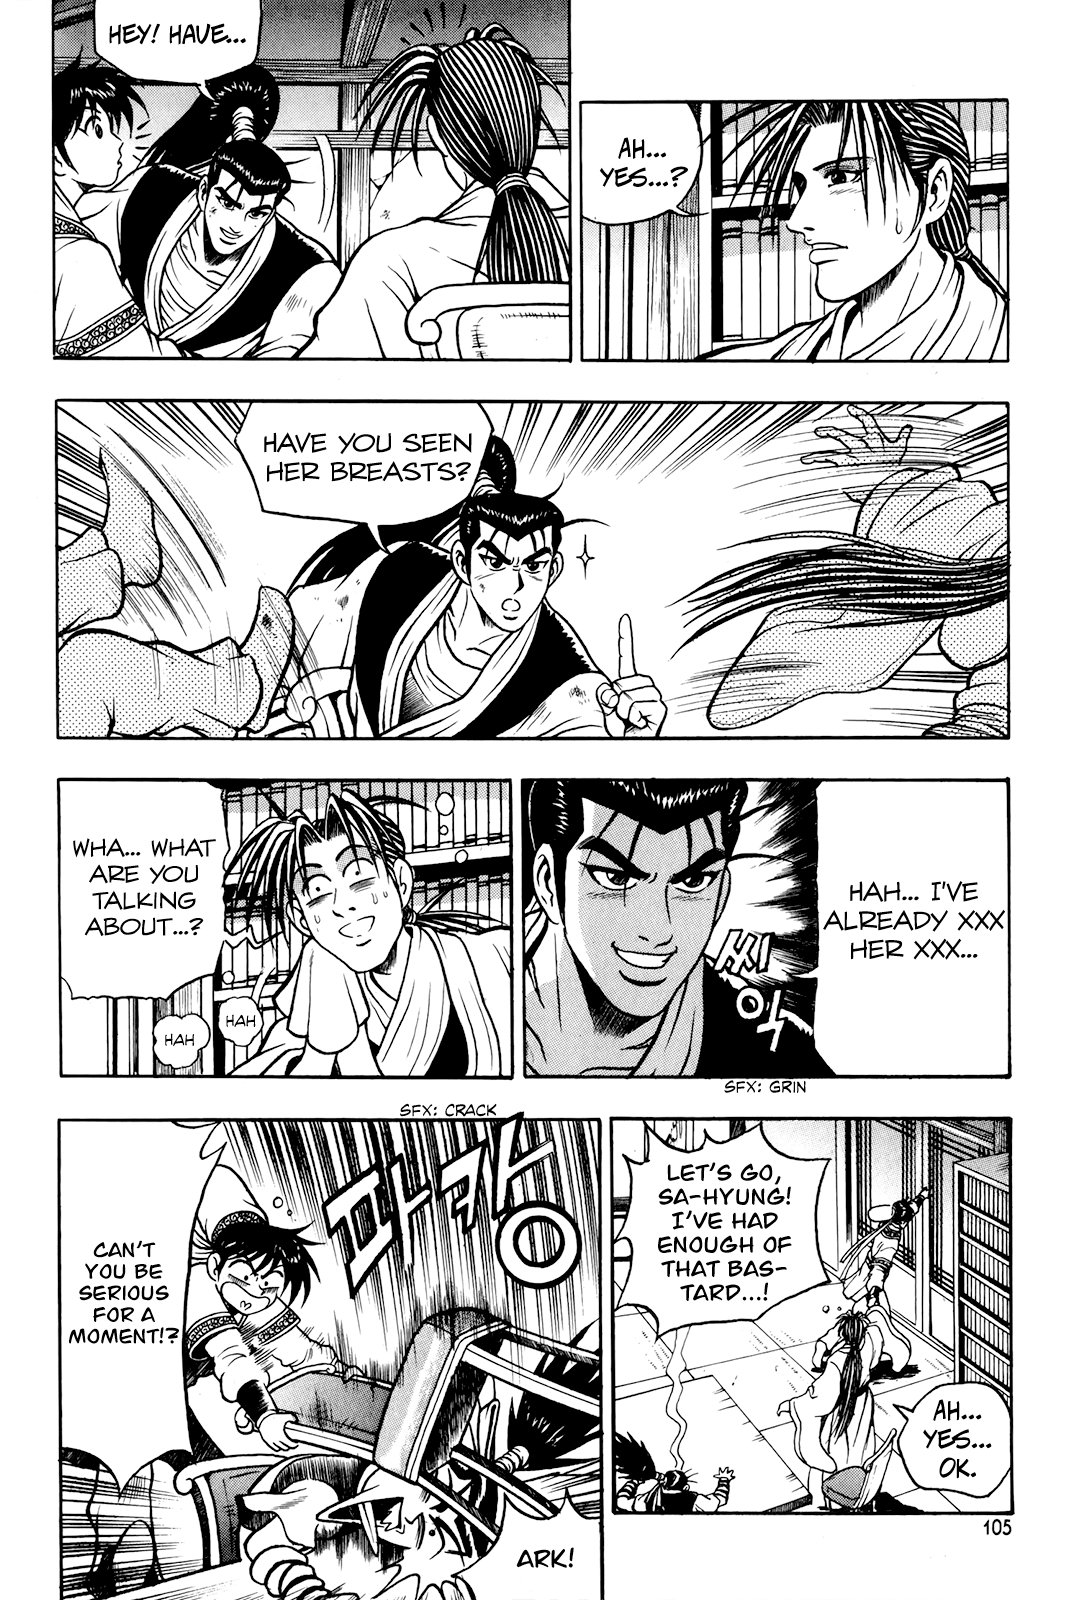 HEY! HAVE...
AH...
YES...?
HAVE YOU SEEN
HER BREASTS?
WHA... WHAT
ARE YOU
TALKING
ABOUT...?
HAH
HAH
HAH... I'VE
ALREADY XXX
HER XXX...
씨
익
SFX: GRIN
SFX: CRACK
파
카
앙
CAN'T
YOU BE
SERIOUS
FOR A
MOMENT!?
ARK!
LET'S GO,
SA-HYUNG!
I'VE HAD
ENOUGH OF
THAT BAS-
TARD...!
AH...
YES...
OK.
105